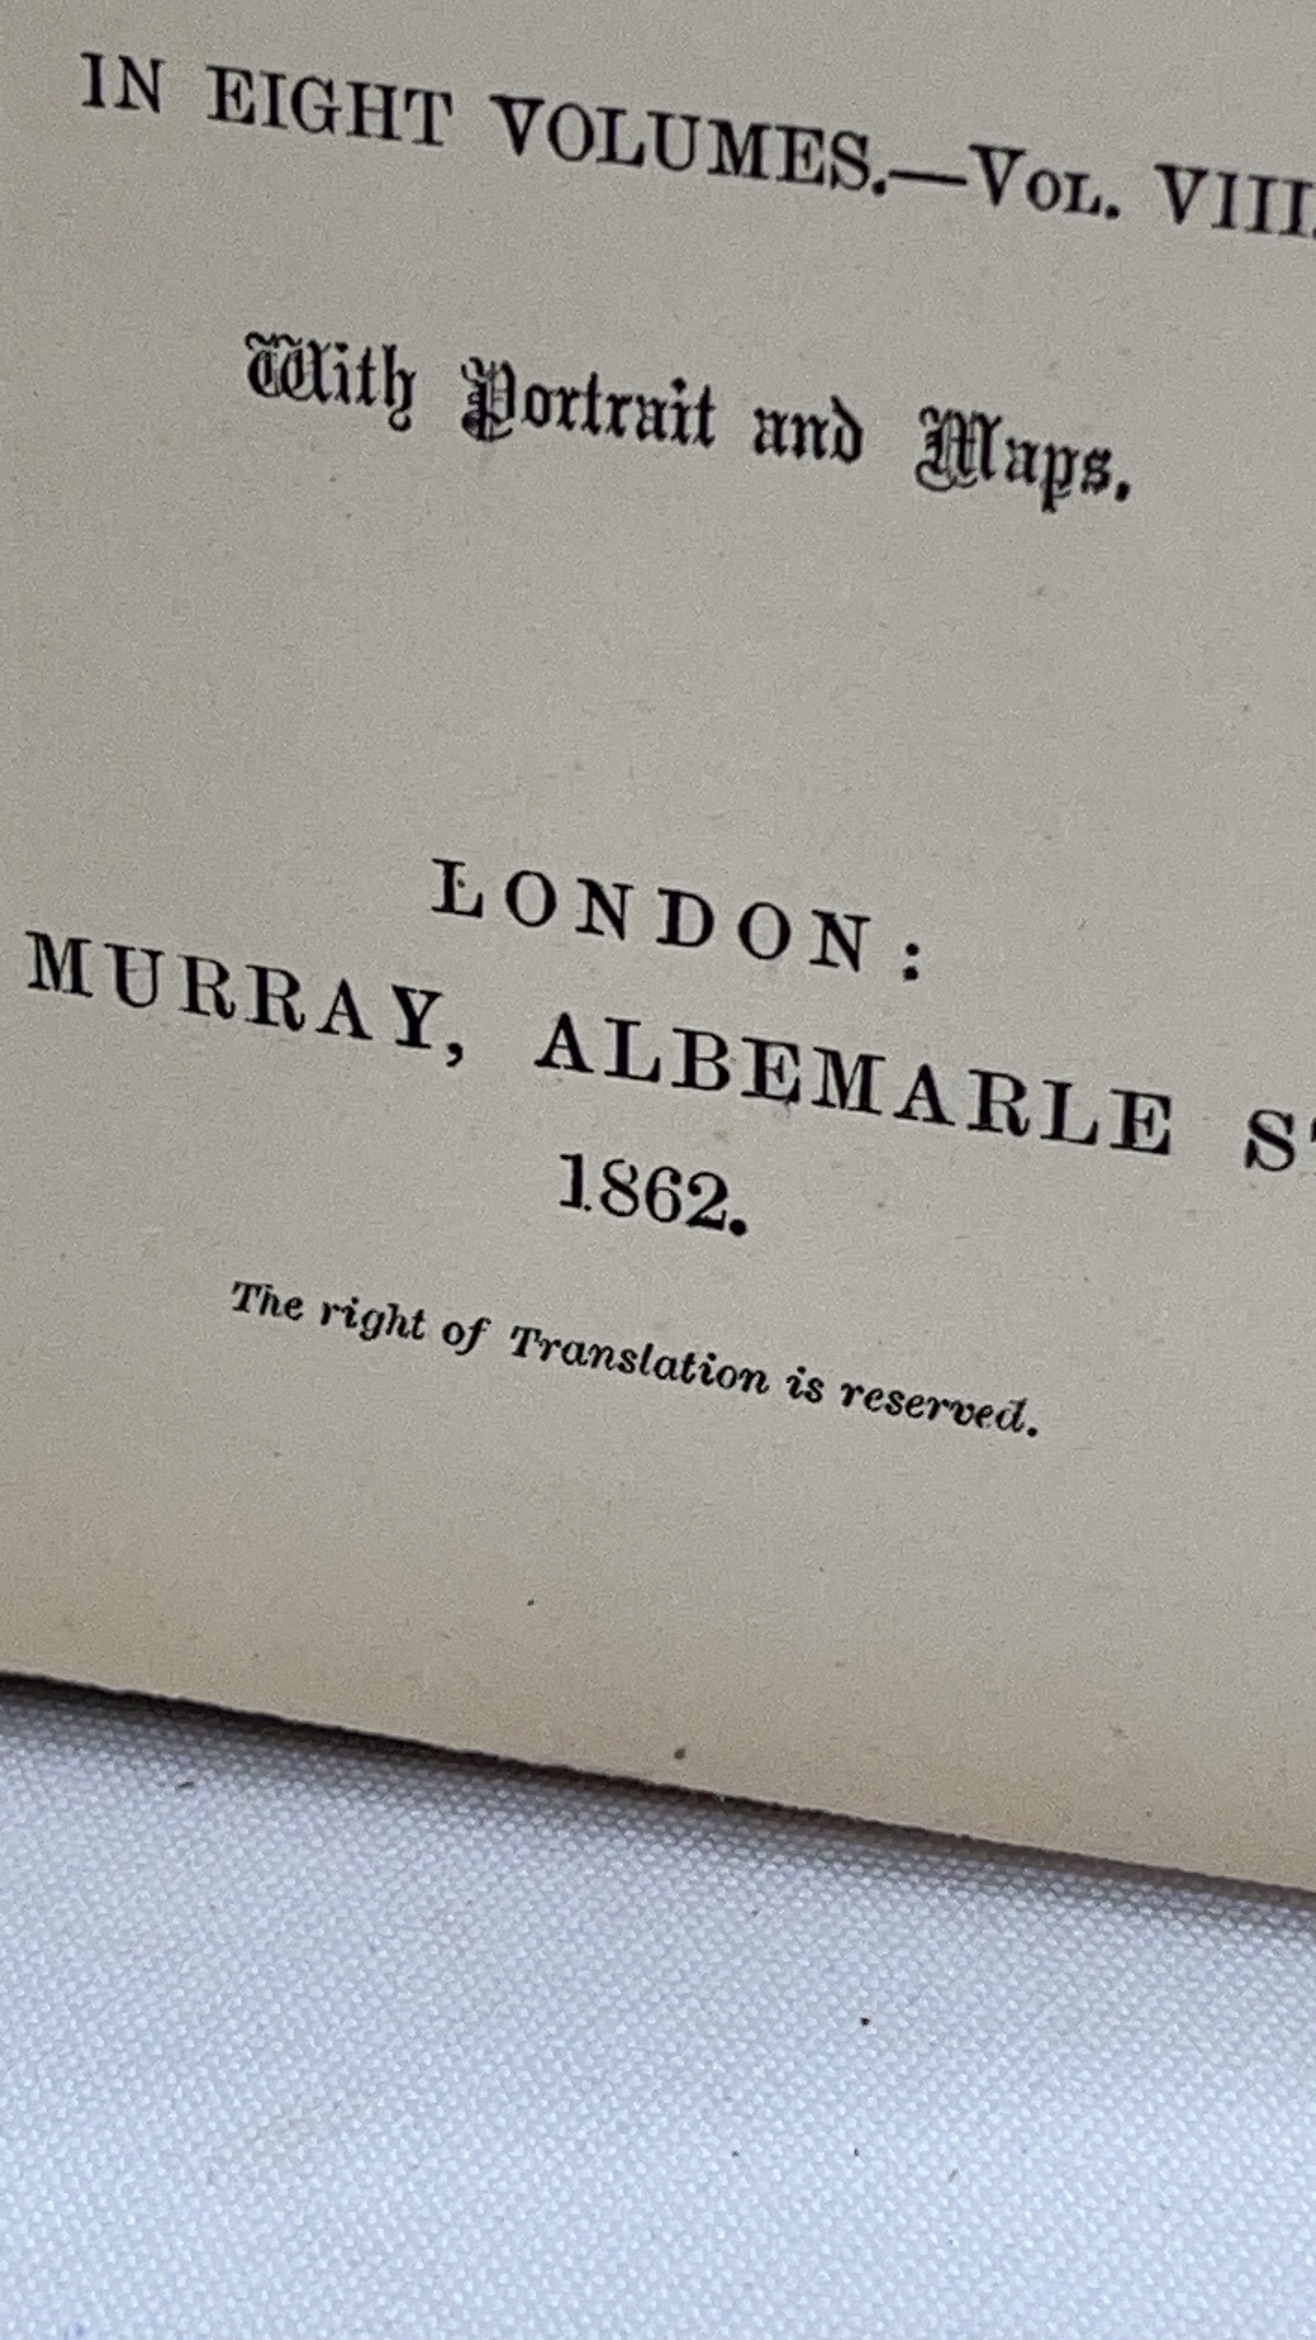 IN EIGHT VOLUMES.—VOL. VIII.
With Portrait and Maps.
LONDON:
MURRAY, ALBEMARLE
1862.
The right of Translation is reserved.